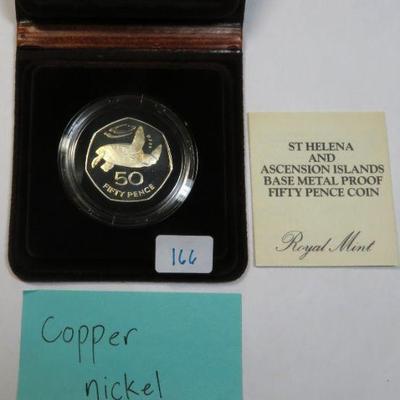 50
FIFTY PENCE
166
ST HELENA
AND
ASCENSION ISLANDS
BASE METAL PROOF
FIFTY PENCE COIN
Royal Mint
Copper
nickel